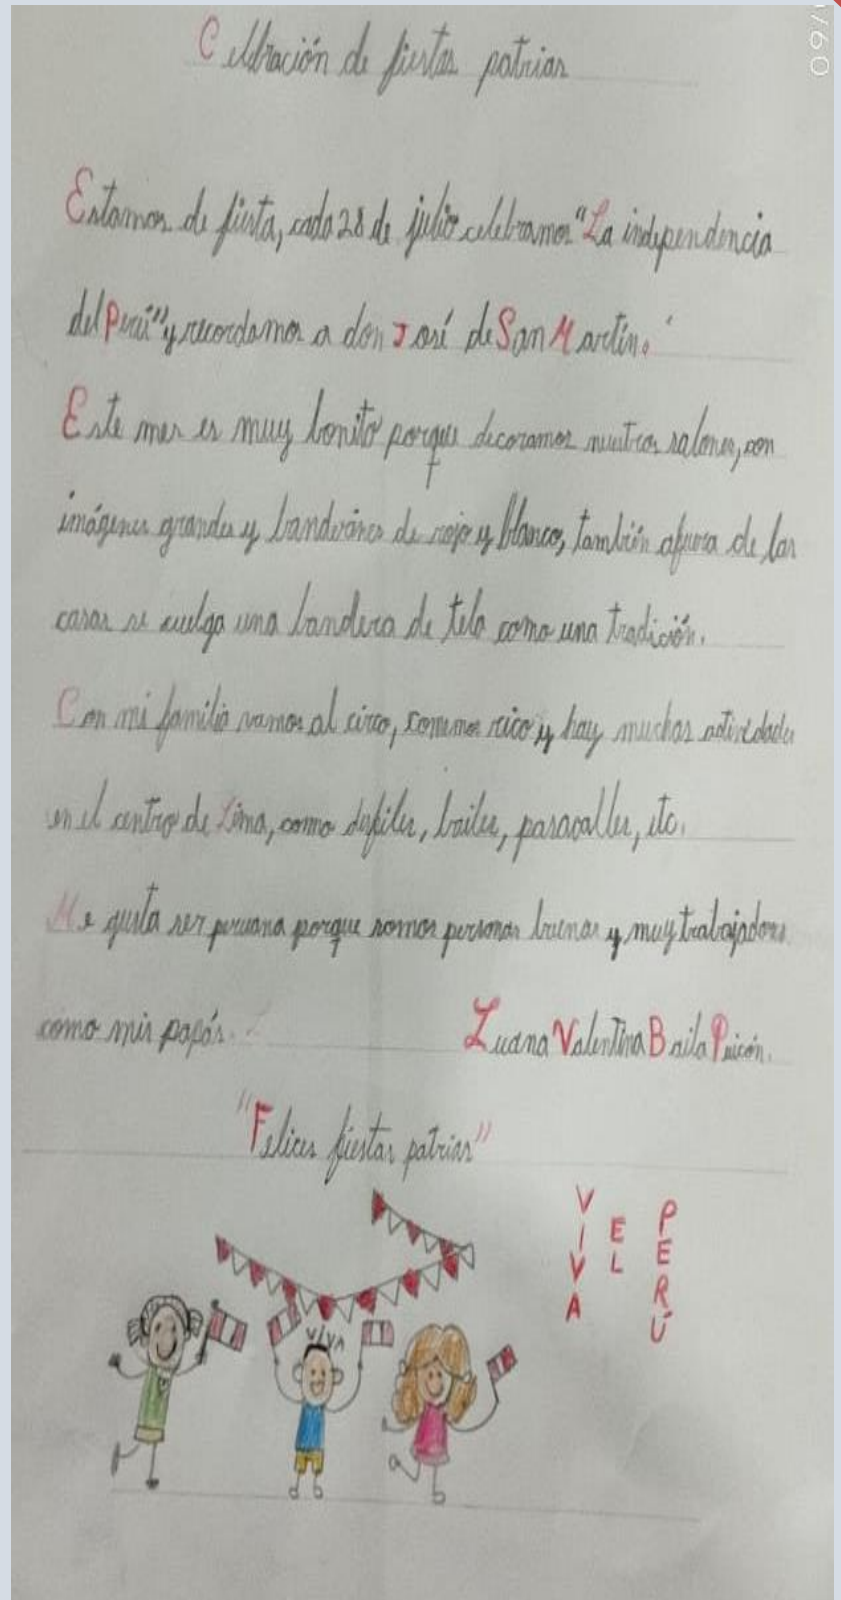 Celebración de fiestas patrias
Estamos de fiesta, cada 28 de julio celebramos "La independencia
del Perú" y recordamos a don José de San Martín.
Este mes es muy bonito porque decoramos nuestros salones, con
imágenes grandes y banderines de rojo y blanco, también afuera de las
casas se cuelga una bandera de tela como una tradición.
Con mi familia vamos al circo, comemos rico y hay muchas actividades
en el centro de Lima, como desfiles, bailes, pasacalles, etc.
Me gusta ser peruana porque somos personas buenas y muy trabajadores
como mis papás.
Luana Valentina Baila
"Felices fiestas patrias"
VIVA EL PERÚ
VIVA